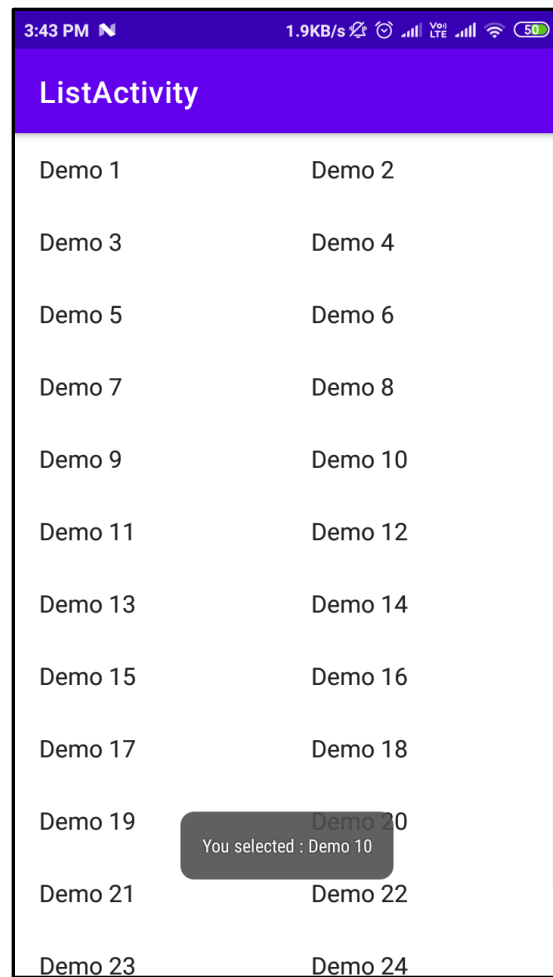 3:43 PM 1.9KB/s Vo)) LTE 50
ListActivity
Demo 1 Demo 2
Demo 3 Demo 4
Demo 5 Demo 6
Demo 7 Demo 8
Demo 9 Demo 10
Demo 11 Demo 12
Demo 13 Demo 14
Demo 15 Demo 16
Demo 17 Demo 18
Demo 19 Demo 20
You selected : Demo 10
Demo 21 Demo 22
Demo 23 Demo 24